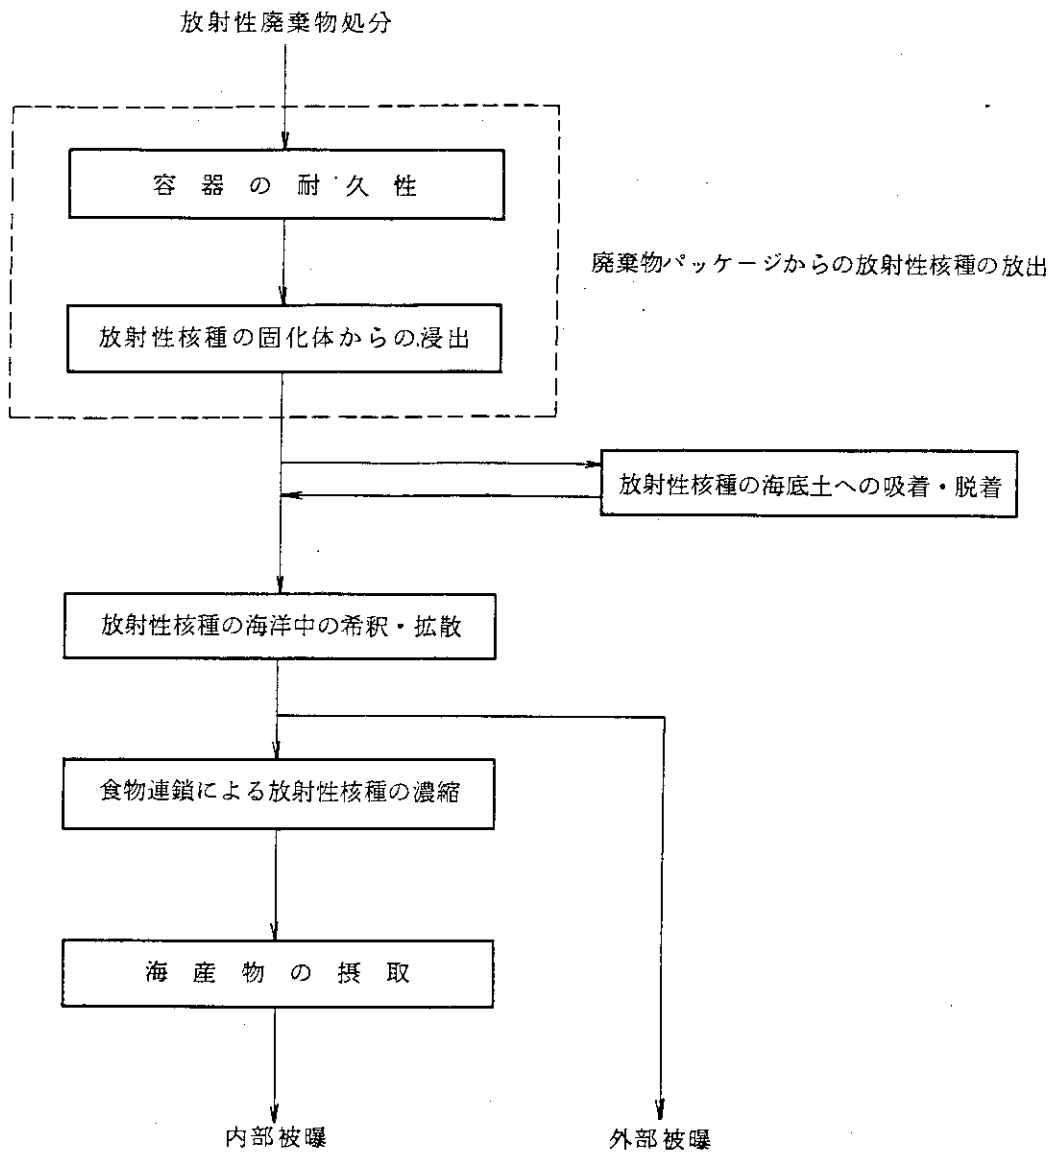 放射性廃棄物処分
容器の耐久性
廃棄物パッケージからの放射性核種の放出
放射性核種の固化体からの浸出
放射性核種の海底土への吸着・脱着
放射性核種の海洋中の希釈・拡散
食物連鎖による放射性核種の濃縮
海産物の摂取
内部被曝
外部被曝